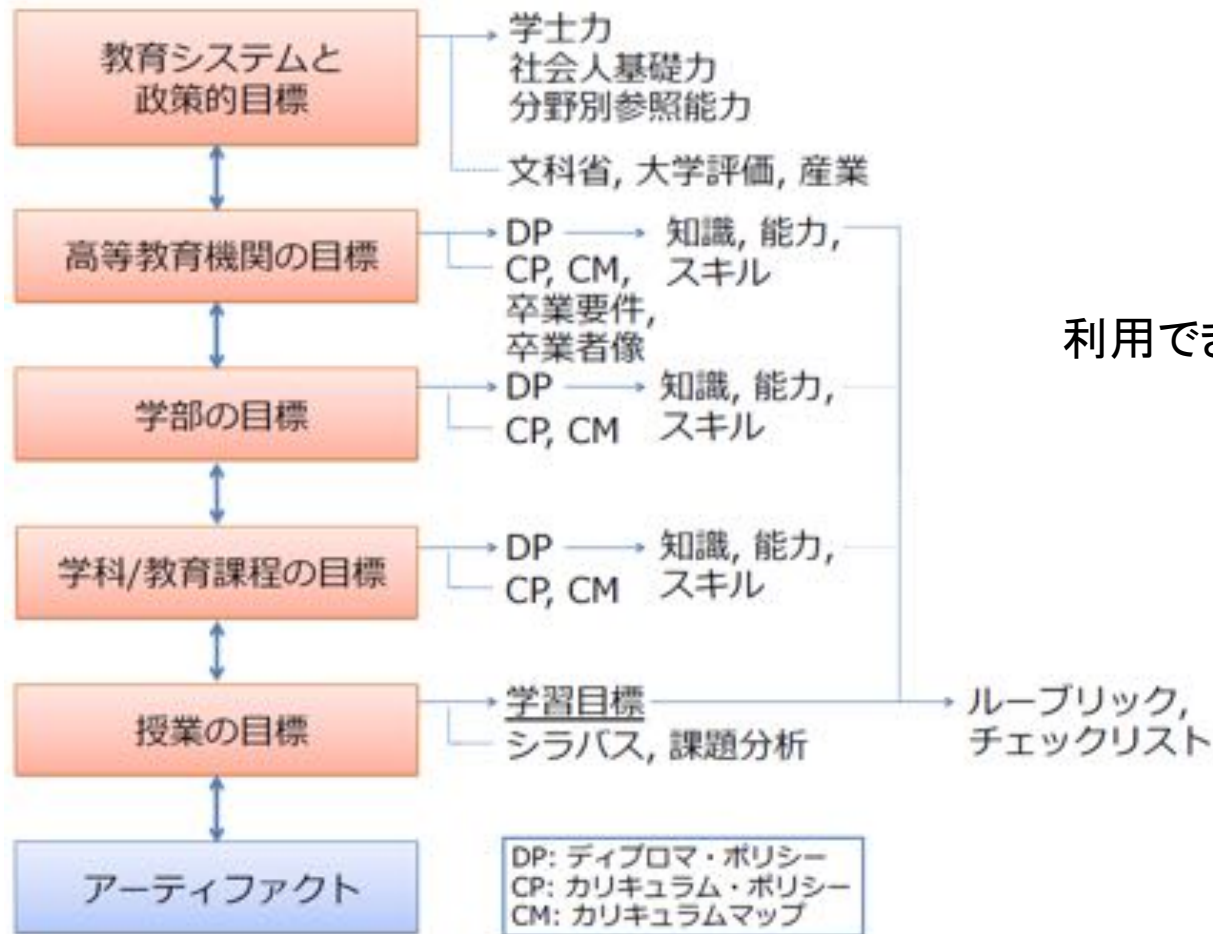 教育システムと
政策的目標
学士力
社会人基礎力
分野別参照能力
文科省, 大学評価, 産業
高等教育機関の目標
DP
知識, 能力,
CP, CM,
スキル
卒業要件,
卒業者像
学部の目標
DP
知識, 能力,
CP, CM
スキル
学科/教育課程の目標
DP
知識, 能力,
CP, CM
スキル
授業の目標
学習目標
シラバス, 課題分析
ルーブリック,
チェックリスト
アーティファクト
DP: ディプロマ・ポリシー
CP: カリキュラム・ポリシー
CM: カリキュラムマップ
利用で